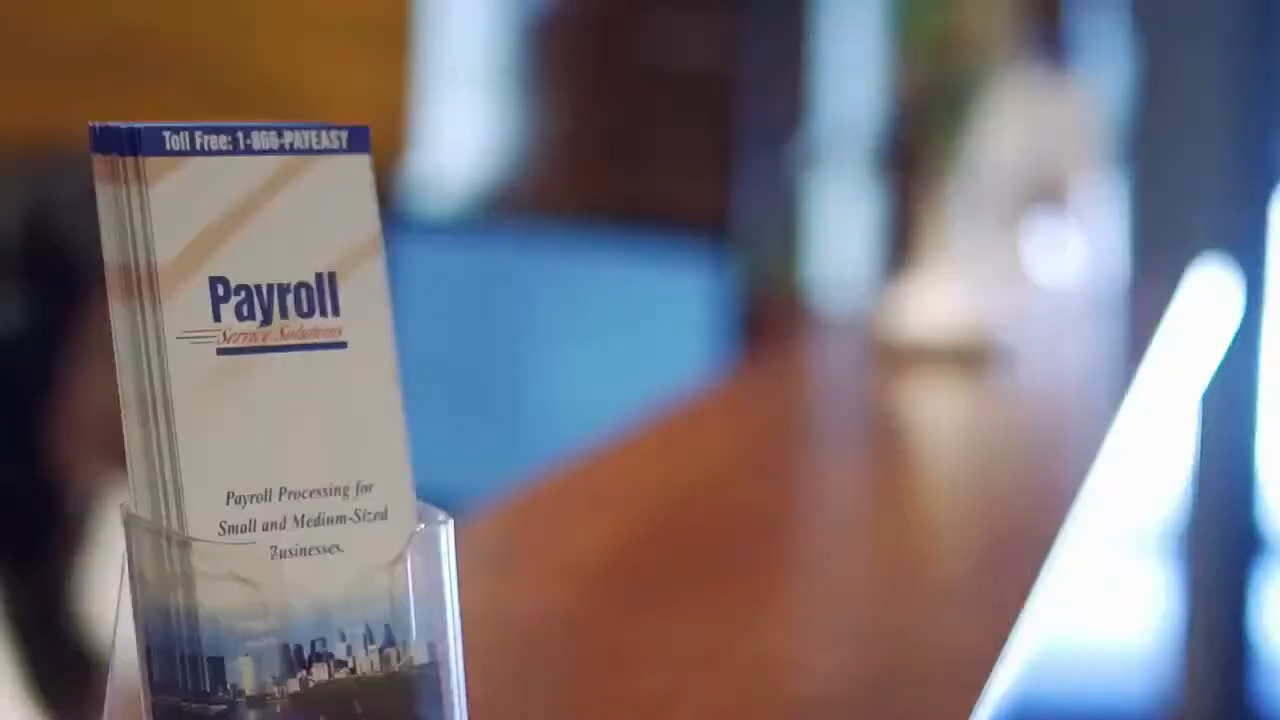 Toll Free: 1-866-PAYEASY
Payroll
Service Solutions
Payroll Processing for
Small and Medium-Sized
Businesses.